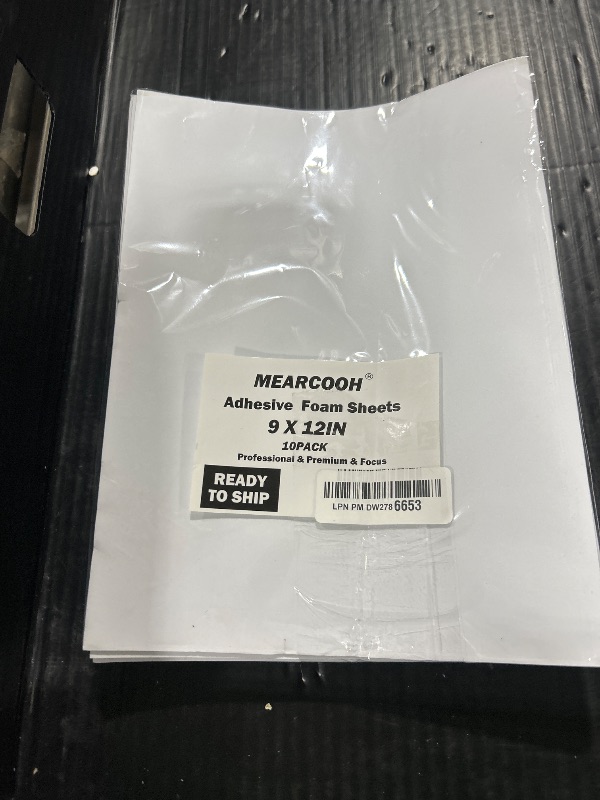 MEARCOOH®
Adhesive Foam Sheets
9 X 12IN
10PACK
Professional & Premium & Focus
READY
TO SHIP
LPN PM DW278 6653